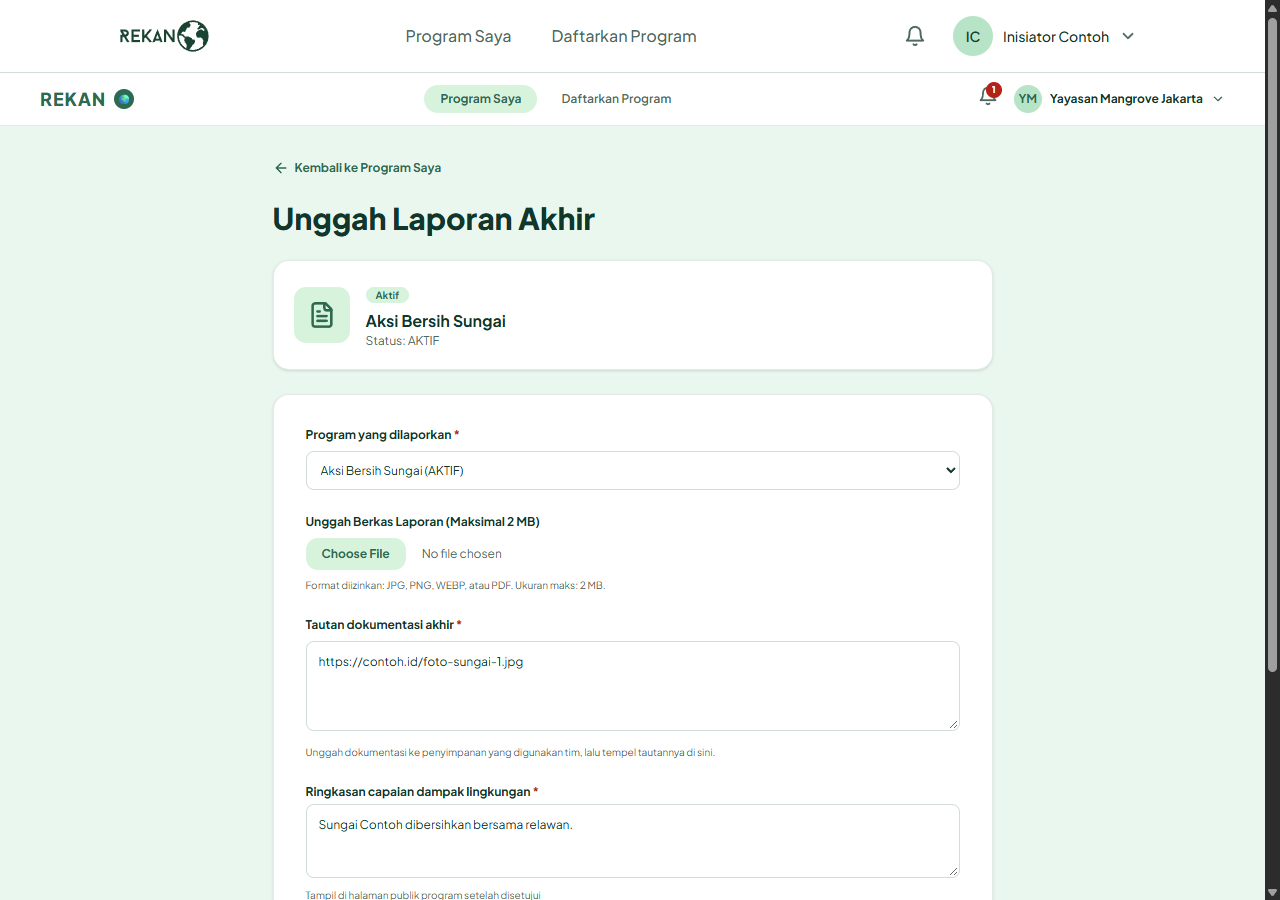 REKAN
Program Saya
Daftarkan Program
IC
Inisiator Contoh
REKAN
Program Saya
Daftarkan Program
1
YM
Yayasan Mangrove Jakarta
Kembali ke Program Saya
Unggah Laporan Akhir
Aktif
Aksi Bersih Sungai
Status: AKTIF
Program yang dilaporkan *
Aksi Bersih Sungai (AKTIF)
Unggah Berkas Laporan (Maksimal 2 MB)
Choose File
No file chosen
Format diizinkan: JPG, PNG, WEBP, atau PDF. Ukuran maks: 2 MB.
Tautan dokumentasi akhir *
https://contoh.id/foto-sungai-1.jpg
Unggah dokumentasi ke penyimpanan yang digunakan tim, lalu tempel tautannya di sini.
Ringkasan capaian dampak lingkungan *
Sungai Contoh dibersihkan bersama relawan.
Tampil di halaman publik program setelah disetujui